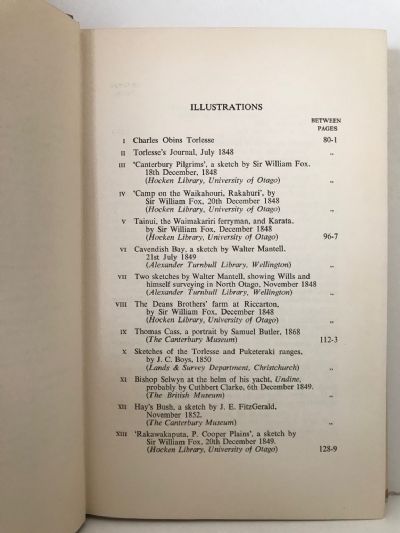 ILLUSTRATIONS
BETWEEN
PAGES
I Charles Obins Torlesse 80-1
II Torlesse's Journal, July 1848 „
III 'Canterbury Pilgrims', a sketch by Sir William Fox.
18th December, 1848 „
(Hocken Library, University of Otago)
IV 'Camp on the Waikahouri, Rakahuri', by
Sir William Fox, 20th December 1848 „
(Hocken Library, University of Otago)
V Tainui, the Waimakariri ferryman, and Karata.
by Sir William Fox, December 1848
(Hocken Library, University of Otago) 96-7
VI Cavendish Bay, a sketch by Walter Mantell.
21st July 1849 „
(Alexander Turnbull Library, Wellington)
VII Two sketches by Walter Mantell, showing Wills and
himself surveying in North Otago, November 1848 „
(Alexander Turnbull Library, Wellington)
VIII The Deans Brothers' farm at Riccarton,
by Sir William Fox, December 1848 „
(Hocken Library, University of Otago)
IX Thomas Cass, a portrait by Samuel Butler, 1868
(The Canterbury Museum) 112-3
X Sketches of the Torlesse and Puketeraki ranges,
by J. C. Boys, 1850 „
(Lands & Survey Department, Christchurch)
XI Bishop Selwyn at the helm of his yacht, Undine,
probably by Cuthbert Clarke, 6th December 1849. „
(The British Museum)
XII Hay's Bush, a sketch by J. E. FitzGerald,
November 1852. „
(The Canterbury Museum)
XIII 'Rakawakaputa, P. Cooper Plains', a sketch by
Sir William Fox, 20th December 1849.
(Hocken Library, University of Otago) 128-9